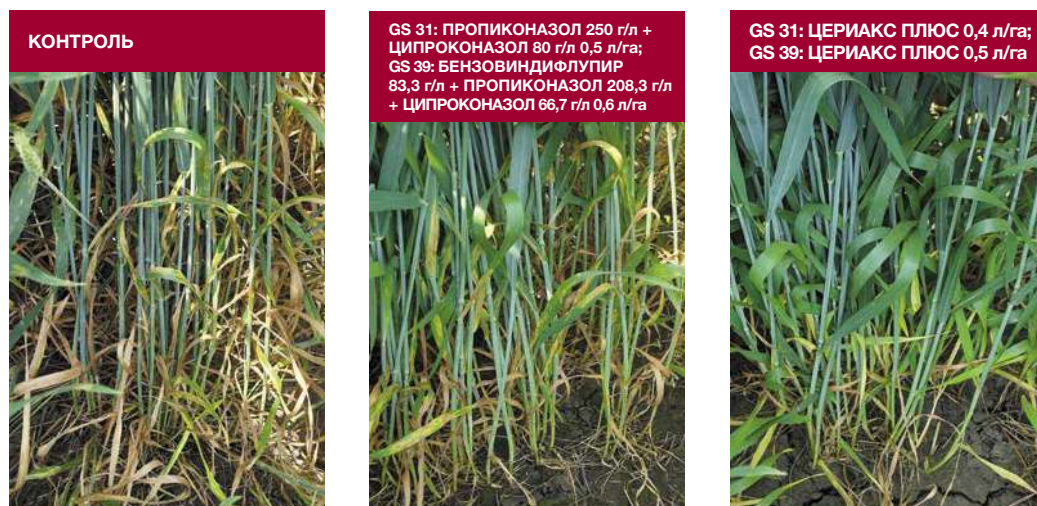 КОНТРОЛЬ
GS 31: ПРОПИКОНАЗОЛ 250 г/л +
ЦИПРОКОНАЗОЛ 80 г/л 0,5 л/га;
GS 39: БЕНЗОВИНДИФЛУПИР
83,3 г/л + ПРОПИКОНАЗОЛ 208,3 г/л
+ ЦИПРОКОНАЗОЛ 66,7 г/л 0,6 л/га
GS 31: ЦЕРИАКС ПЛЮС 0,4 л/га;
GS 39: ЦЕРИАКС ПЛЮС 0,5 л/га